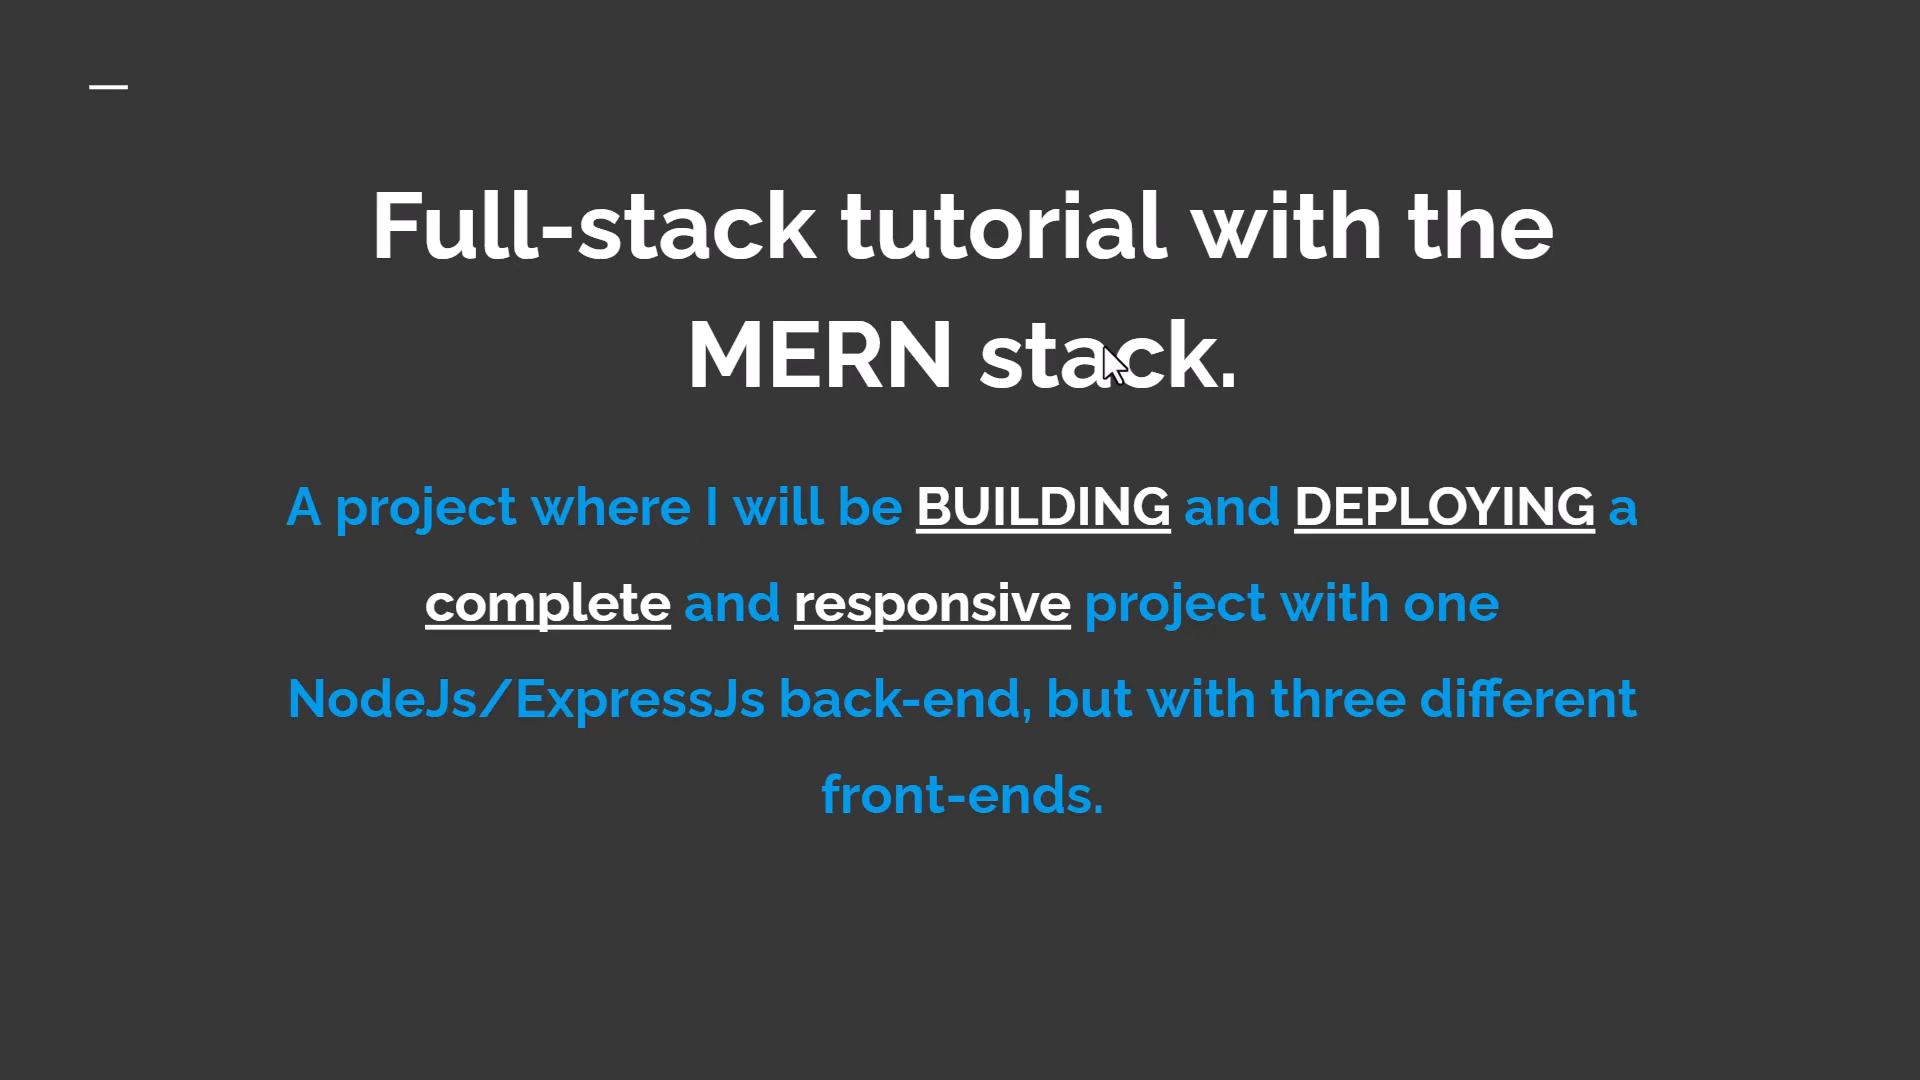 Full-stack tutorial with the
MERN stack.
A project where I will be BUILDING and DEPLOYING a
complete and responsive project with one
NodeJs/ExpressJs back-end, but with three different
front-ends.